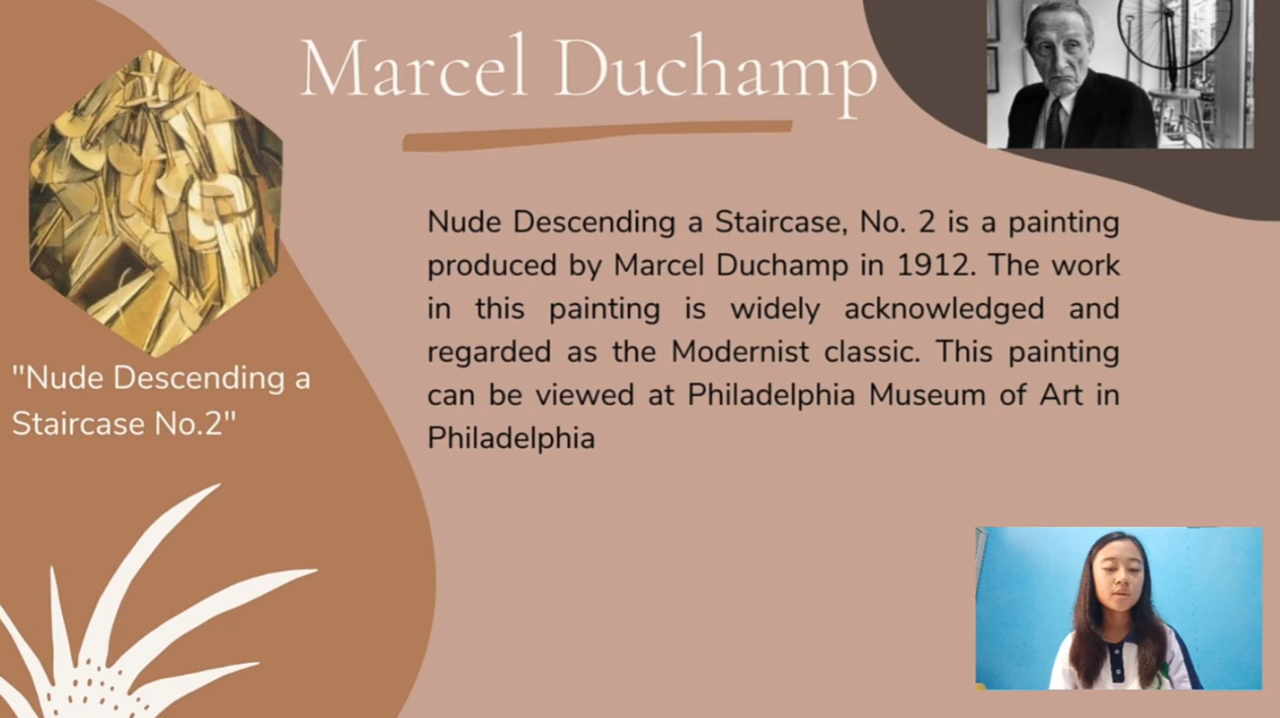 Marcel Duchamp
Nude Descending a Staircase, No. 2 is a painting
produced by Marcel Duchamp in 1912. The work
in this painting is widely acknowledged and
regarded as the Modernist classic. This painting
can be viewed at Philadelphia Museum of Art in
Philadelphia
"Nude Descending a
Staircase No.2"